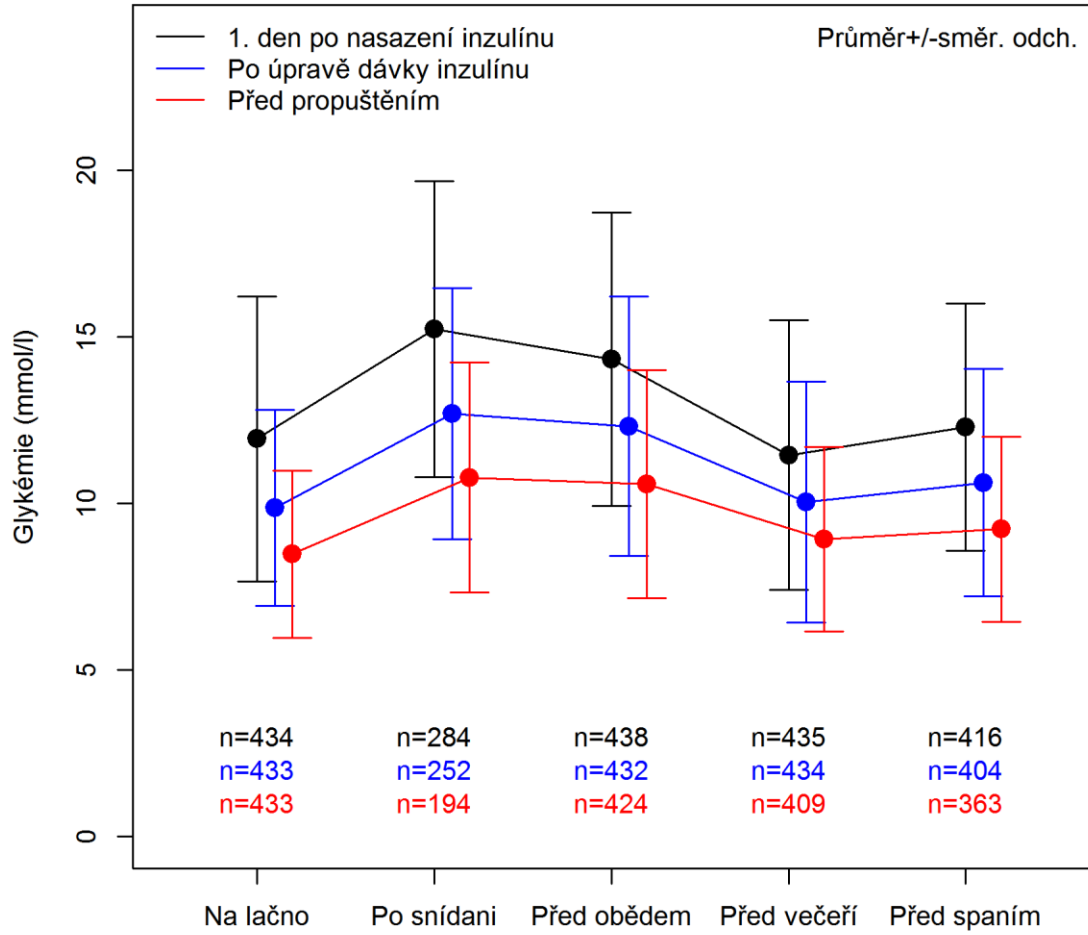 1. den po nasazení inzulínu
Průměr+/-směr. odch.
Po úpravě dávky inzulínu
Před propuštěním
Glykémie (mmol/l)
20
15
10
5
0
n=434 n=284 n=438 n=435 n=416
n=433 n=252 n=432 n=434 n=404
n=433 n=194 n=424 n=409 n=363
Na lačno Po snídani Před obědem Před večeří Před spaním